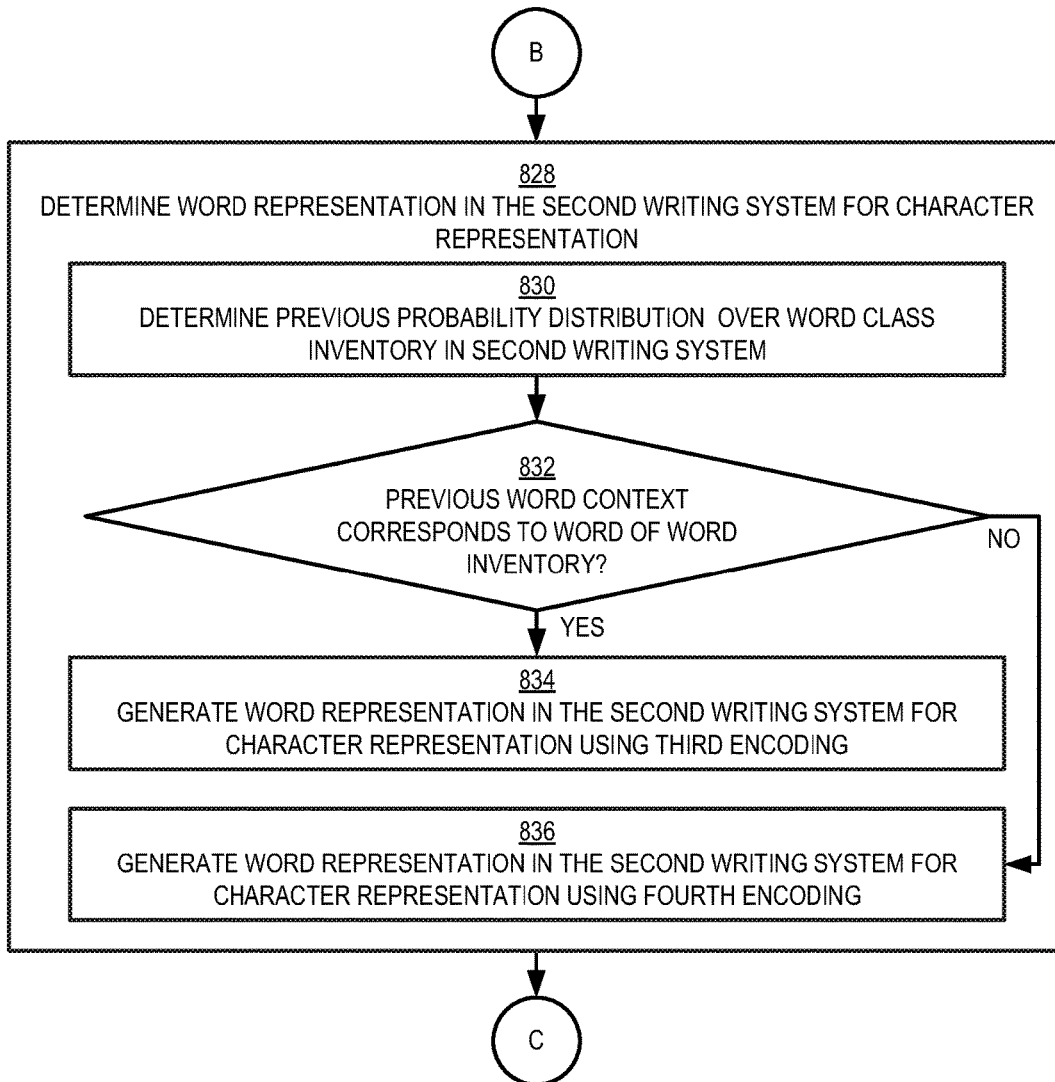 B
828
DETERMINE WORD REPRESENTATION IN THE SECOND WRITING SYSTEM FOR CHARACTER
REPRESENTATION
830
DETERMINE PREVIOUS PROBABILITY DISTRIBUTION OVER WORD CLASS
INVENTORY IN SECOND WRITING SYSTEM
832
PREVIOUS WORD CONTEXT
CORRESPONDS TO WORD OF WORD
INVENTORY?
NO
YES
834
GENERATE WORD REPRESENTATION IN THE SECOND WRITING SYSTEM FOR
CHARACTER REPRESENTATION USING THIRD ENCODING
836
GENERATE WORD REPRESENTATION IN THE SECOND WRITING SYSTEM FOR
CHARACTER REPRESENTATION USING FOURTH ENCODING
C